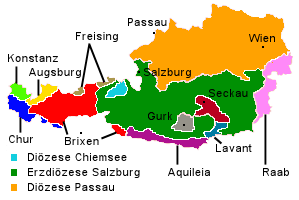 Passau
Freising
Wien
Konstanz
Augsburg
Salzburg
Seckau
Gurk
Chur
Brixen
Lavant
Aquileia
Raab
Diözese Chiemsee
Erzdiözese Salzburg
Diözese Passau